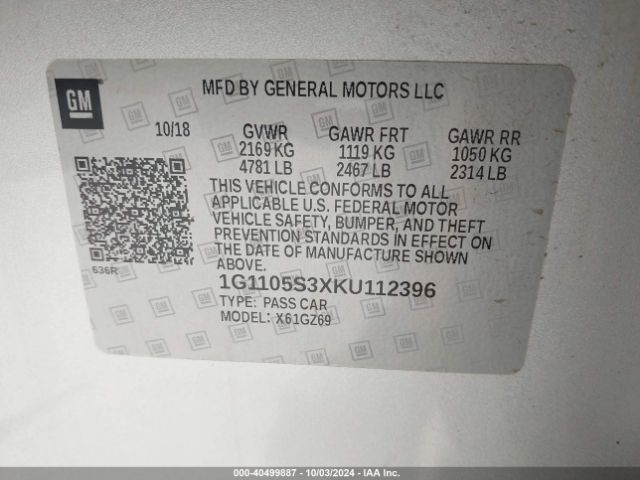 GM
MFD BY GENERAL MOTORS LLC
10/18 GVWR GAWR FRT GAWR RR
2169 KG 1119 KG 1050 KG
4781 LB 2467 LB 2314 LB
THIS VEHICLE CONFORMS TO ALL
APPLICABLE U.S. FEDERAL MOTOR
VEHICLE SAFETY, BUMPER, AND THEFT
PREVENTION STANDARDS IN EFFECT ON
THE DATE OF MANUFACTURE SHOWN
ABOVE.
636R
1G1105S3XKU112396
TYPE: PASS CAR
MODEL: X61GZ69
000-40499887 - 10/03/2024 - IAA Inc.